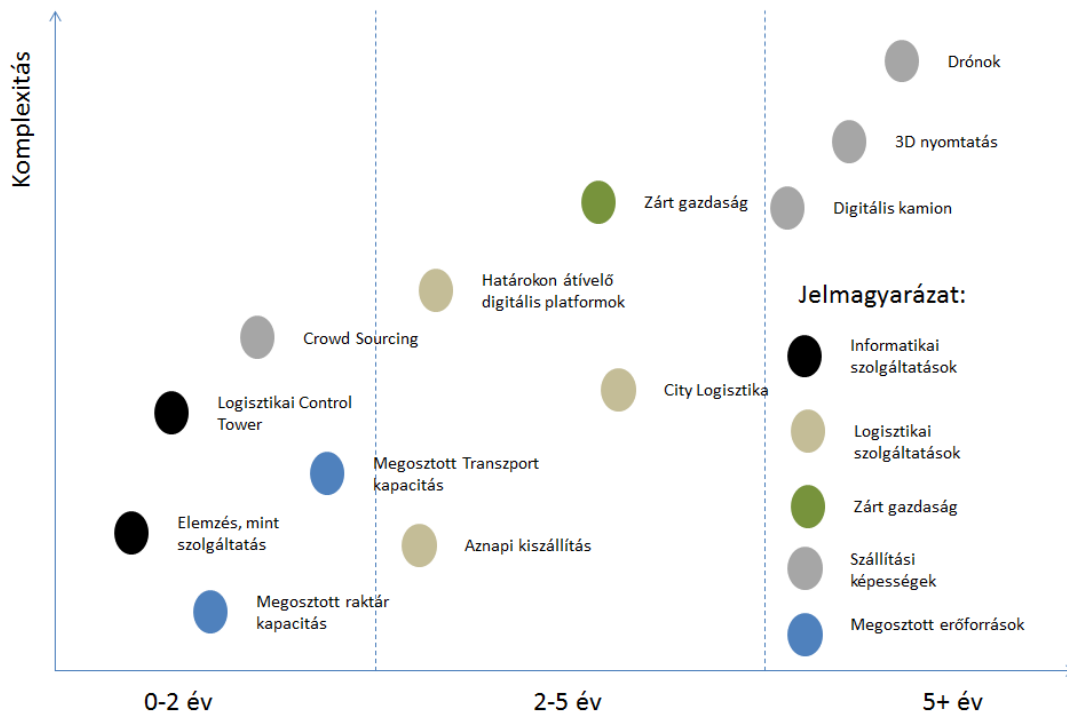 Komplexitás
Drónok
3D nyomtatás
Zárt gazdaság
Digitális kamion
Határokon átívelő
digitális platformok
Crowd Sourcing
City Logisztika
Logisztikai Control
Tower
Megosztott Transzport
kapacitás
Elemzés, mint
szolgáltatás
Aznapi kiszállítás
Megosztott raktár
kapacitás
Jelmagyarázat:
Informatikai
szolgáltatások
Logisztikai
szolgáltatások
Zárt gazdaság
Szállítási
képességek
Megosztott erőforrások
0-2 év
2-5 év
5+ év